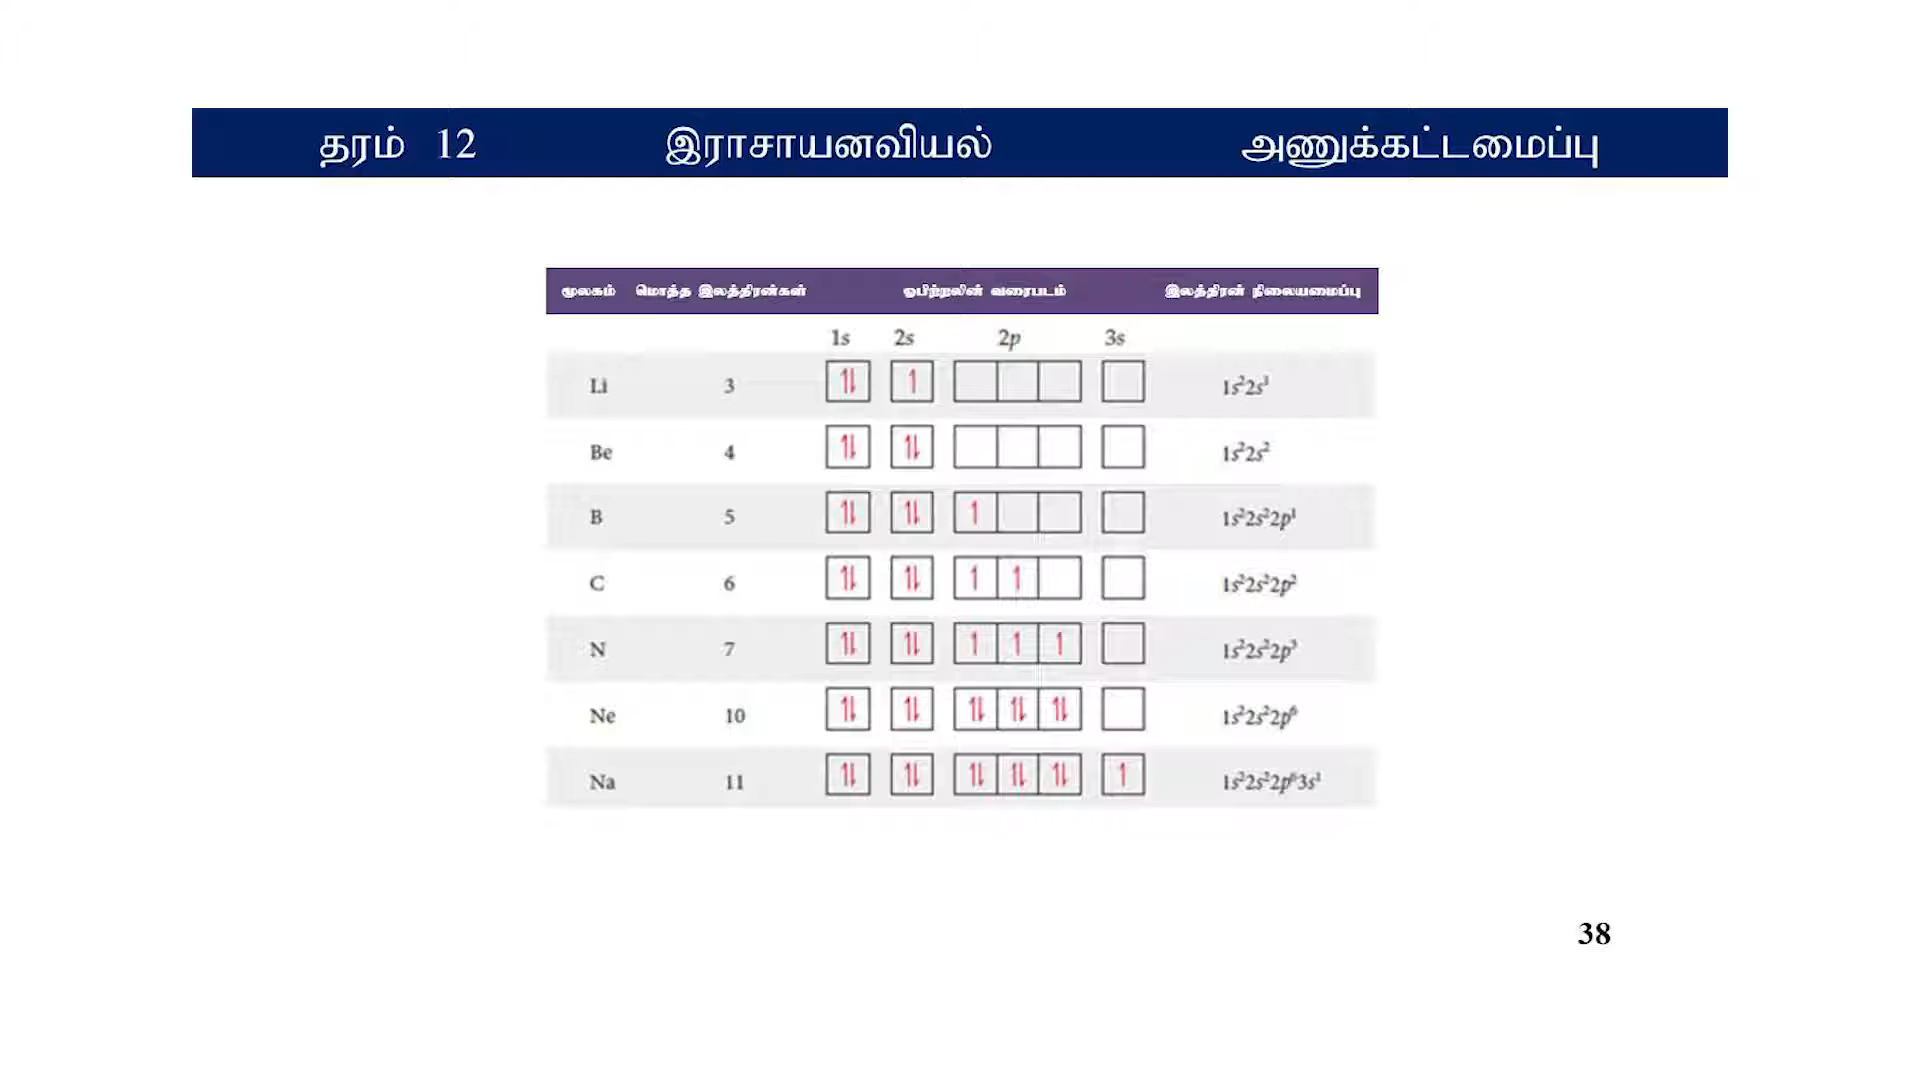 தரம் 12 இராசாயனவியல் அணுக்கட்டமைப்பு
மூலகம் மொத்த இலத்திரன்கள் ஓபிற்றலின் வரைபடம் இலத்திரன் நிலையமைப்பு
1s 2s 2p 3s
Li 3 1s²2s¹
Be 4 1s²2s²
B 5 1s²2s²2p¹
C 6 1s²2s²2p²
N 7 1s²2s²2p³
Ne 10 1s²2s²2p⁶
Na 11 1s²2s²2p⁶3s¹
38